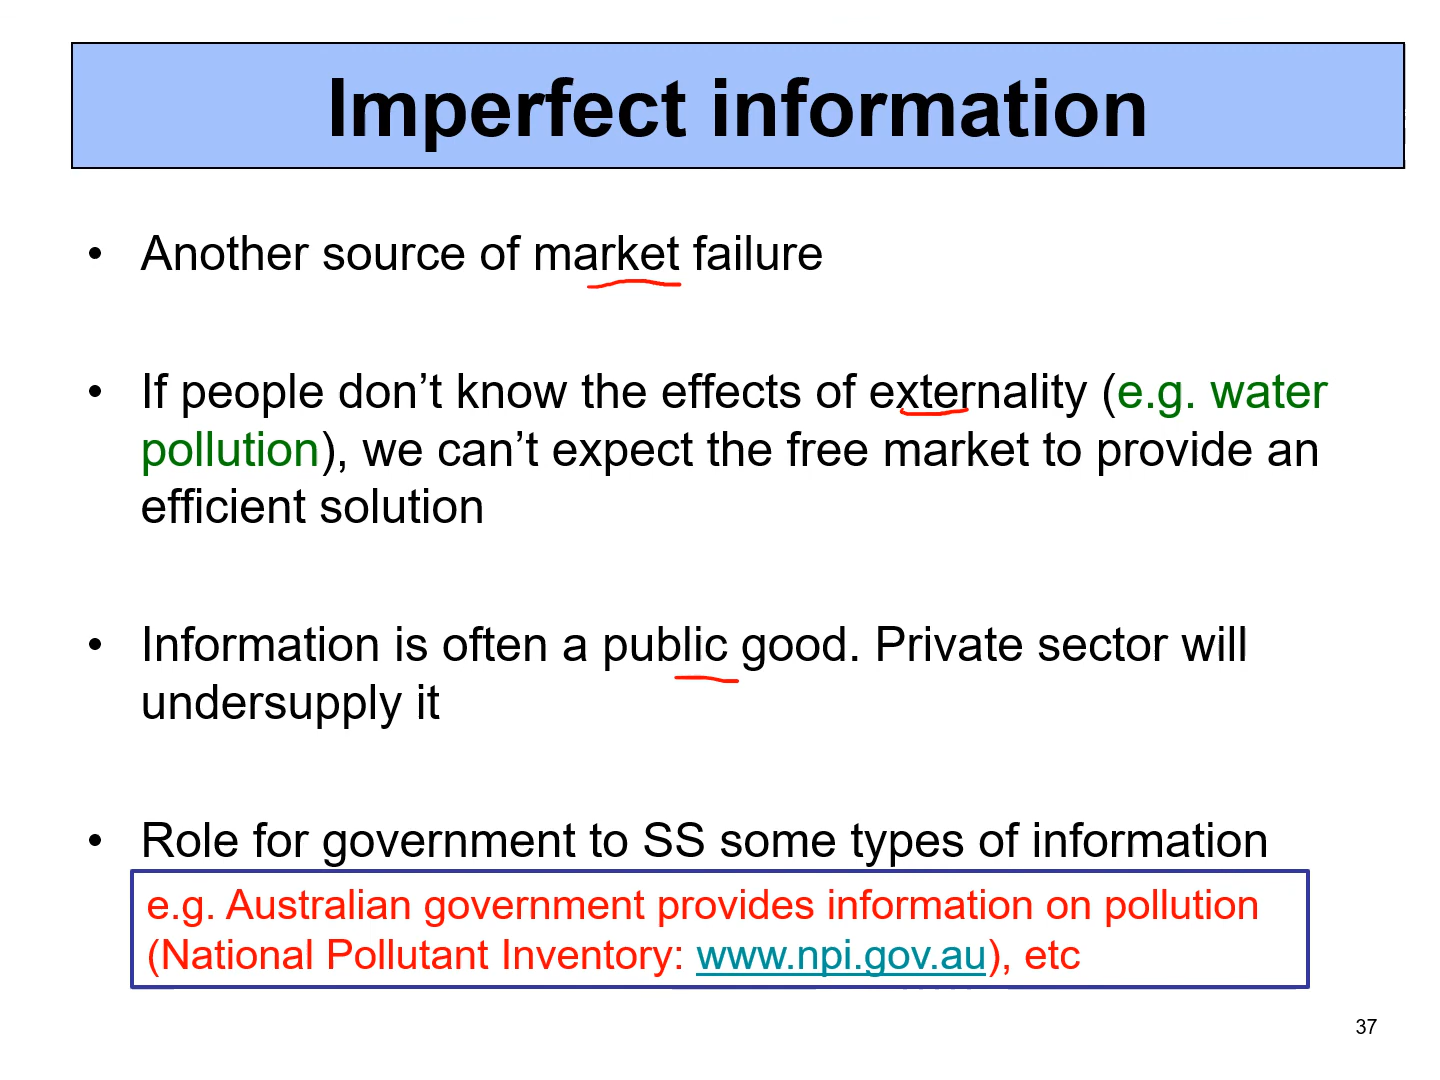 Imperfect information
• Another source of market failure
• If people don’t know the effects of externality (e.g. water
pollution), we can’t expect the free market to provide an
efficient solution
• Information is often a public good. Private sector will
undersupply it
• Role for government to SS some types of information
e.g. Australian government provides information on pollution
(National Pollutant Inventory: www.npi.gov.au), etc
37